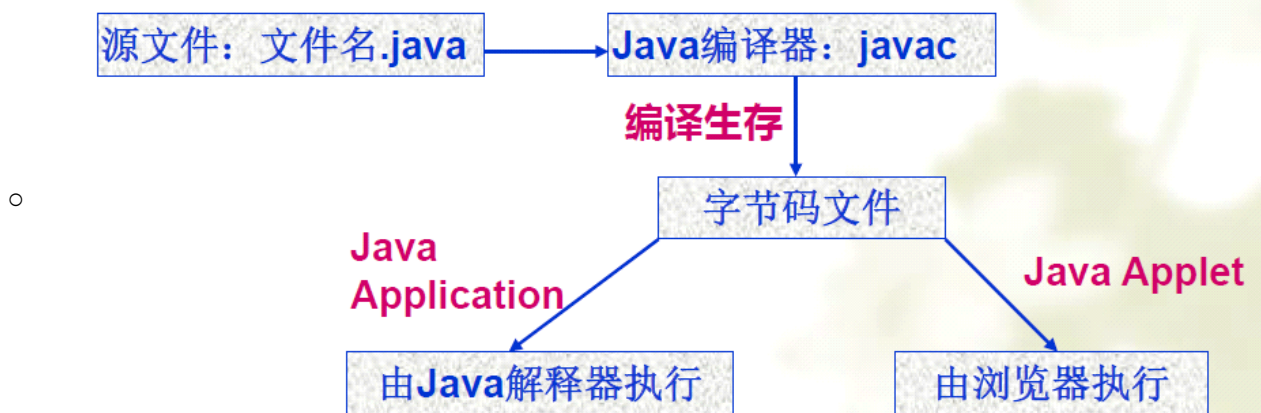 源文件：文件名.java
Java编译器：javac
编译生存
字节码文件
Java
Application
Java Applet
由Java解释器执行
由浏览器执行